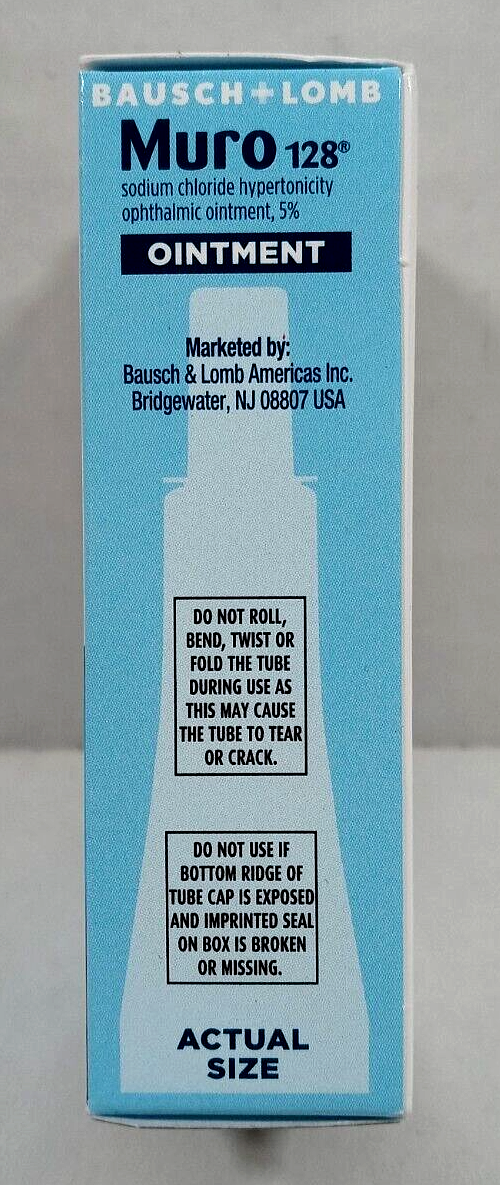 BAUSCH + LOMB
Muro 128®
sodium chloride hypertonicity
ophthalmic ointment, 5%
OINTMENT
Marketed by:
Bausch & Lomb Americas Inc.
Bridgewater, NJ 08807 USA
DO NOT ROLL,
BEND, TWIST OR
FOLD THE TUBE
DURING USE AS
THIS MAY CAUSE
THE TUBE TO TEAR
OR CRACK.
DO NOT USE IF
BOTTOM RIDGE OF
TUBE CAP IS EXPOSED
AND IMPRINTED SEAL
ON BOX IS BROKEN
OR MISSING.
ACTUAL
SIZE